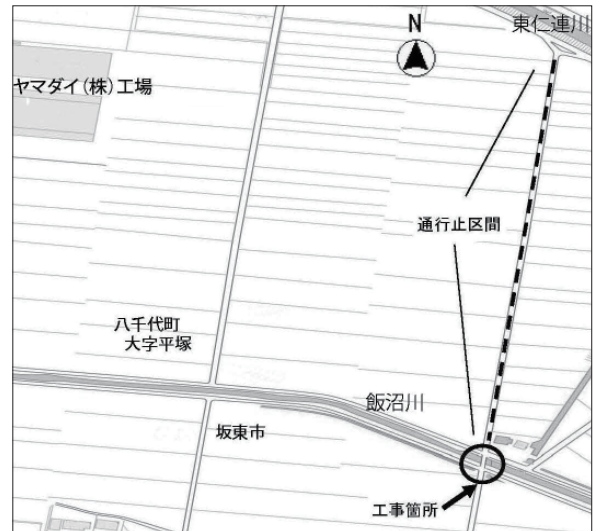 N
東仁連川
ヤマダイ(株)工場
通行止区間
八千代町
大字平塚
飯沼川
坂東市
工事箇所